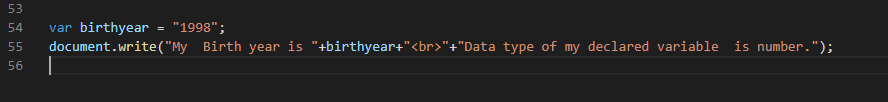 53
54 var birthyear = "1998";
55 document.write("My  Birth year is "+birthyear+"<br>"+"Data type of my declared variable  is number.");
56